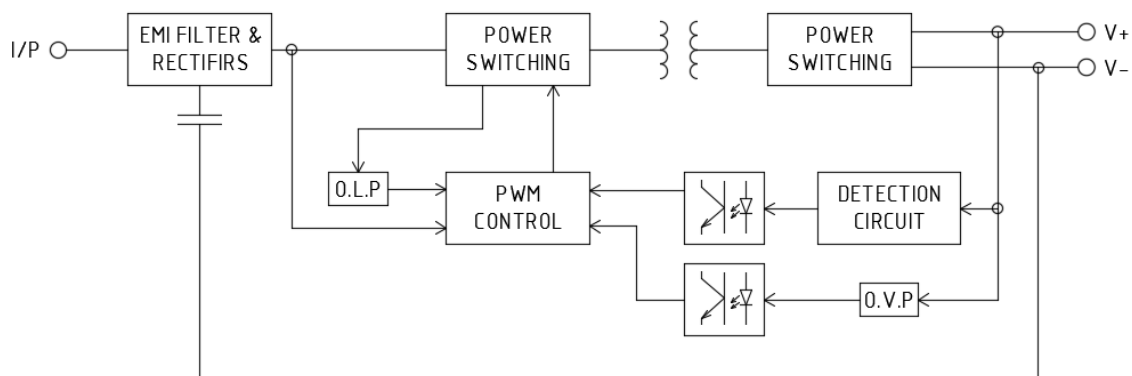 I/P
EMI FILTER &
RECTIFIRS
POWER
SWITCHING
POWER
SWITCHING
V+
V-
O.L.P
PWM
CONTROL
DETECTION
CIRCUIT
O.V.P